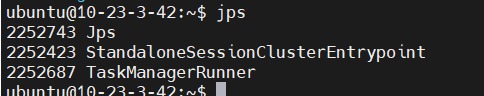 ubuntu@10-23-3-42:~$ jps
2252743 Jps
2252423 StandaloneSessionClusterEntrypoint
2252687 TaskManagerRunner
ubuntu@10-23-3-42:~$